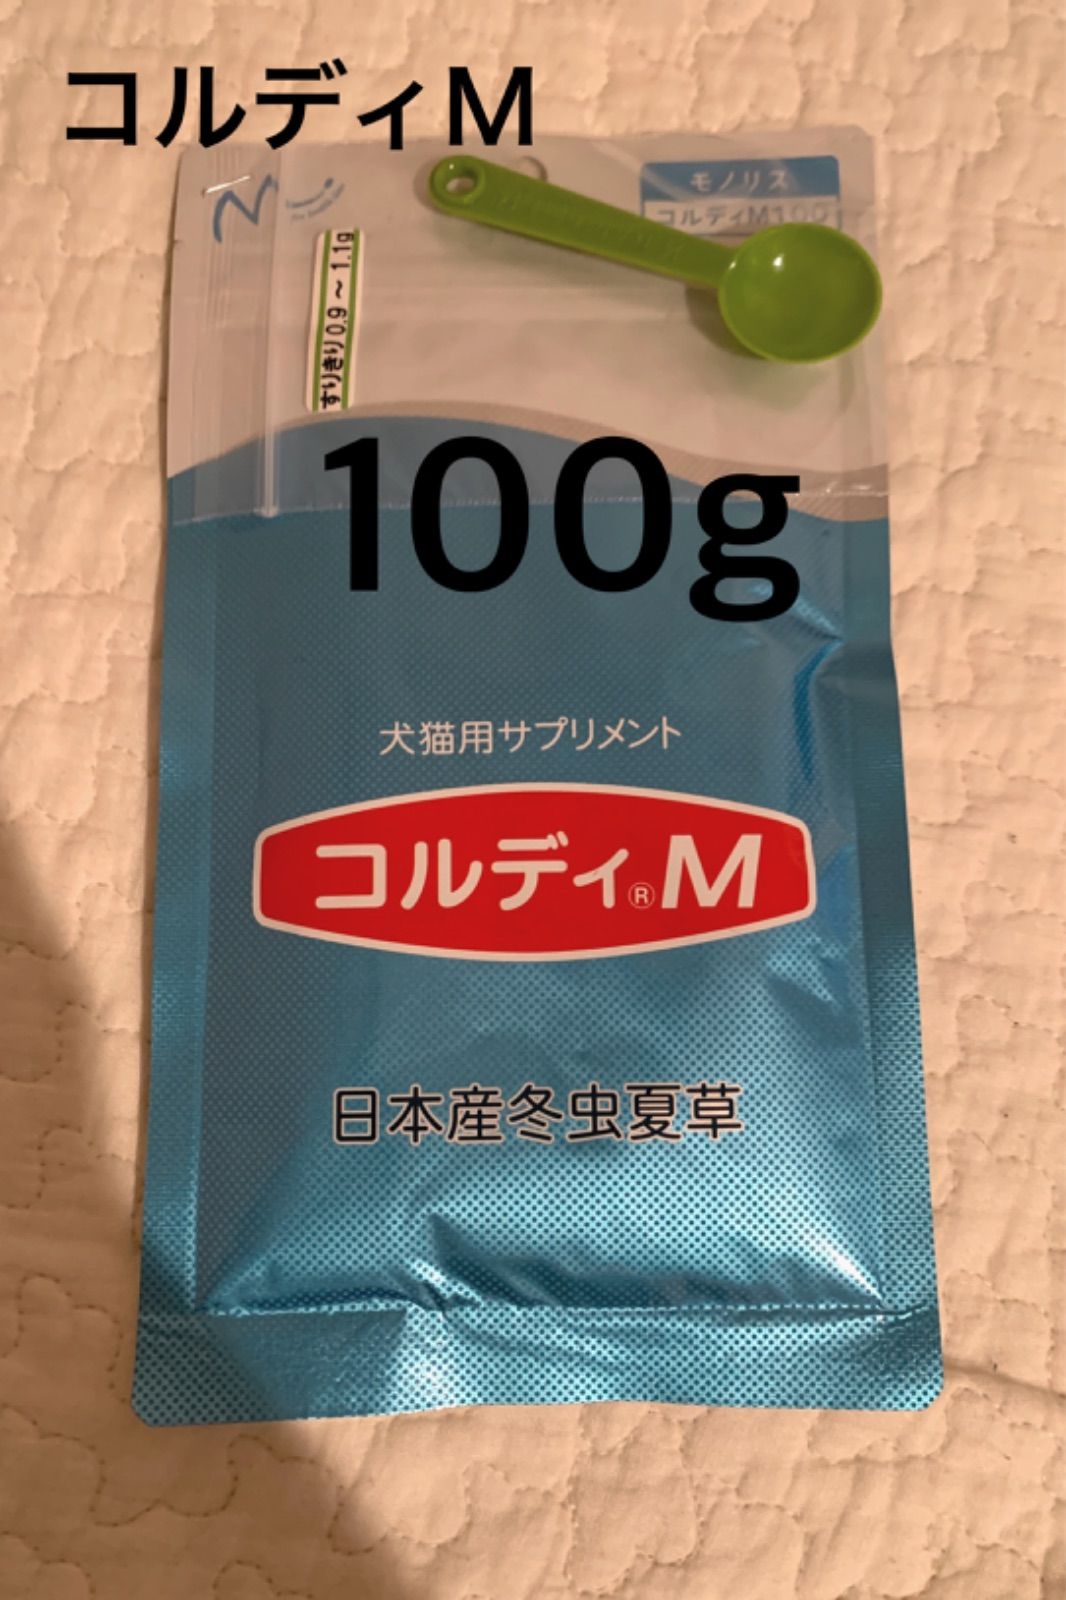 コルディM
モノリス
コルディM100
すりきり0.9～1.1g
100g
犬猫用サプリメント
コルディ®M
日本産冬虫夏草